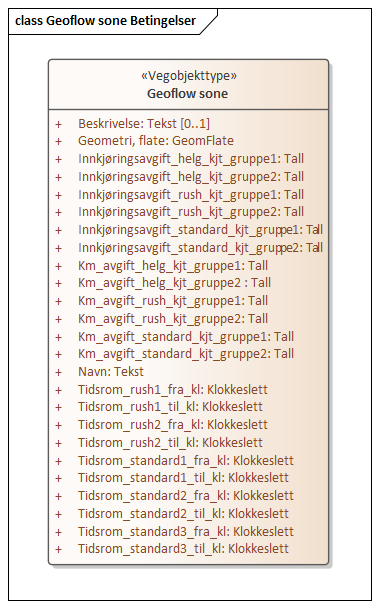 class Geoflow sone Betingelser
«Vegobjekttype»
Geoflow sone
+ Beskrivelse: Tekst [0..1]
+ Geometri, flate: GeomFlate
+ Innkjøringsavgift_helg_kjt_gruppe1: Tall
+ Innkjøringsavgift_helg_kjt_gruppe2: Tall
+ Innkjøringsavgift_rush_kjt_gruppe1: Tall
+ Innkjøringsavgift_rush_kjt_gruppe2: Tall
+ Innkjøringsavgift_standard_kjt_gruppe1: Tall
+ Innkjøringsavgift_standard_kjt_gruppe2: Tall
+ Km_avgift_helg_kjt_gruppe1: Tall
+ Km_avgift_helg_kjt_gruppe2 : Tall
+ Km_avgift_rush_kjt_gruppe1: Tall
+ Km_avgift_rush_kjt_gruppe2: Tall
+ Km_avgift_standard_kjt_gruppe1: Tall
+ Km_avgift_standard_kjt_gruppe2: Tall
+ Navn: Tekst
+ Tidsrom_rush1_fra_kl: Klokkeslett
+ Tidsrom_rush1_til_kl: Klokkeslett
+ Tidsrom_rush2_fra_kl: Klokkeslett
+ Tidsrom_rush2_til_kl: Klokkeslett
+ Tidsrom_standard1_fra_kl: Klokkeslett
+ Tidsrom_standard1_til_kl: Klokkeslett
+ Tidsrom_standard2_fra_kl: Klokkeslett
+ Tidsrom_standard2_til_kl: Klokkeslett
+ Tidsrom_standard3_fra_kl: Klokkeslett
+ Tidsrom_standard3_til_kl: Klokkeslett